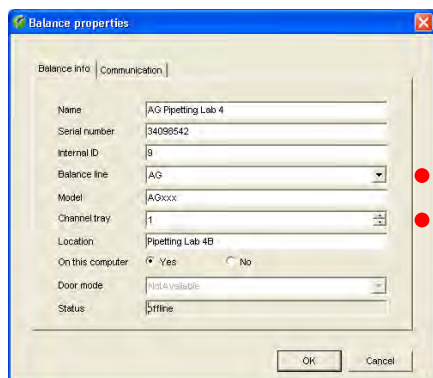 Balance properties
Balance info Communication
Name AG Pipetting Lab 4
Serial number 34098542
Internal ID 9
Balance line AG
Model AGxxx
Channel tray 1
Location Pipetting Lab 4B
On this computer Yes No
Door mode NotAvailable
Status offline
OK Cancel